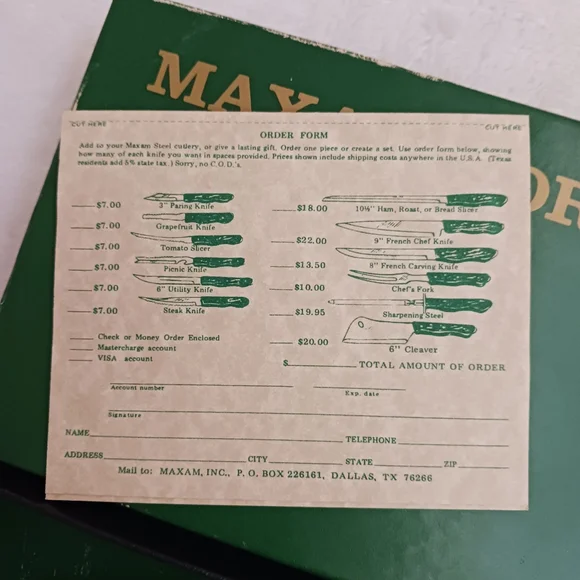 MAXAM
OR
CUT HERE CUT HERE
ORDER FORM
Add to your Maxam Steel cutlery, or give a lasting gift. Order one piece or create a set. Use order form below, showing
how many of each knife you want in spaces provided. Prices shown include shipping costs anywhere in the U.S.A. (Texas
residents add 5% state tax.) Sorry, no C.O.D.'s.
$7.00 3" Paring Knife
$7.00 Grapefruit Knife
$7.00 Tomato Slicer
$7.00 Picnic Knife
$7.00 6" Utility Knife
$7.00 Steak Knife
$18.00 10½" Ham, Roast, or Bread Slicer
$22.00 9" French Chef Knife
$13.50 8" French Carving Knife
$10.00 Chef's Fork
$19.95 Sharpening Steel
$20.00 6" Cleaver
Check or Money Order Enclosed
Mastercharge account
VISA account
$ TOTAL AMOUNT OF ORDER
Account number Exp. date
Signature
NAME TELEPHONE
ADDRESS CITY STATE ZIP
Mail to: MAXAM, INC., P. O. BOX 226161, DALLAS, TX 76266